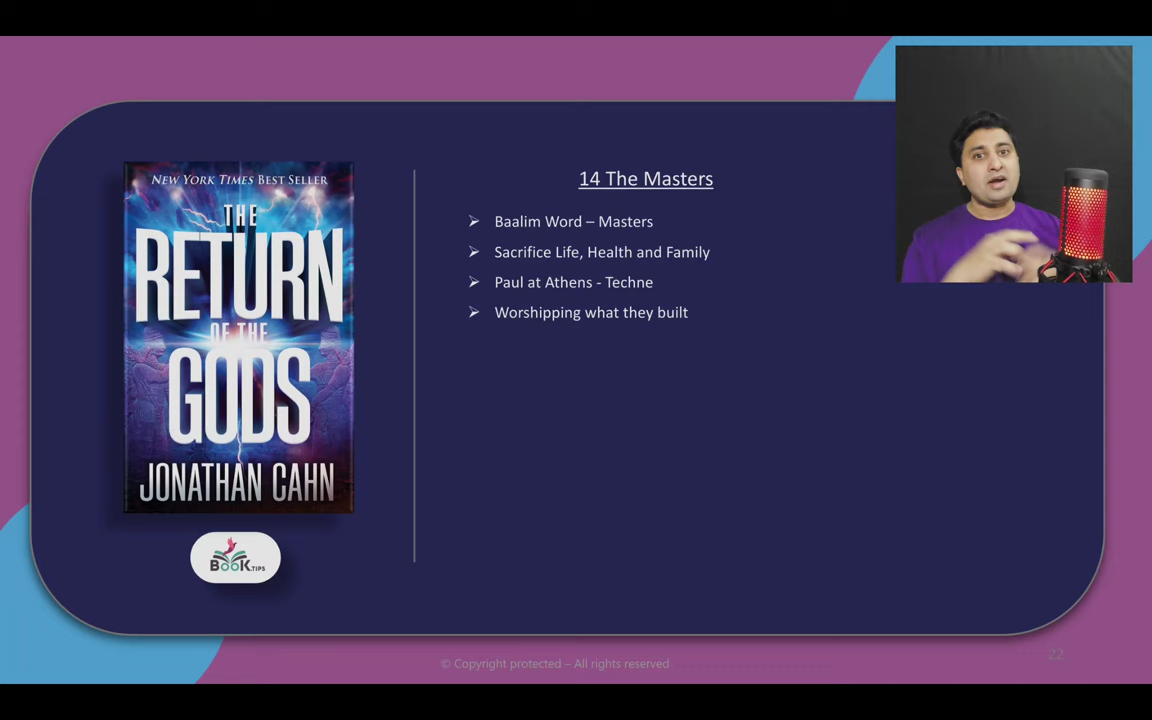 NEW YORK TIMES BEST SELLER
THE
RETURN
OF THE
GODS
JONATHAN CAHN
BOOK.TIPS
14 The Masters
➢ Baalim Word – Masters
➢ Sacrifice Life, Health and Family
➢ Paul at Athens - Techne
➢ Worshipping what they built
© Copyright protected – All rights reserved
22